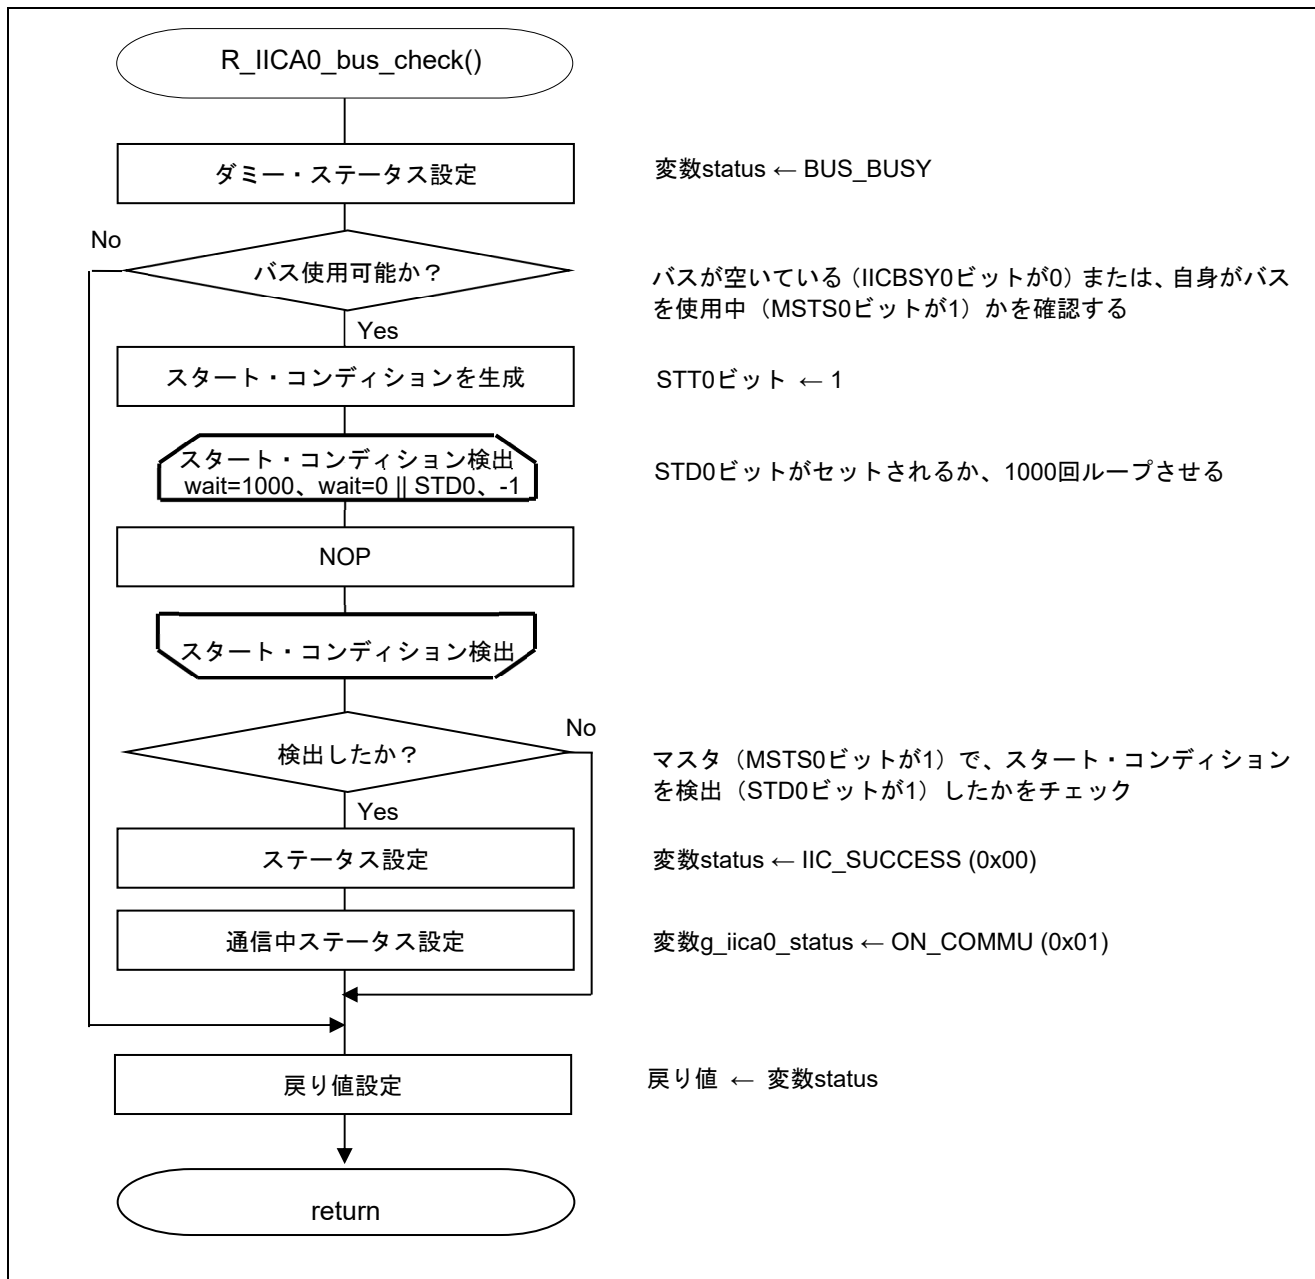 R_IICA0_bus_check()
ダミー・ステータス設定
変数status ← BUS_BUSY
No
バス使用可能か？
バスが空いている（IICBSY0ビットが0）または、自身がバス
を使用中（MSTS0ビットが1）かを確認する
Yes
スタート・コンディションを生成
STT0ビット ← 1
スタート・コンディション検出
wait=1000、wait=0 || STD0、-1
STD0ビットがセットされるか、1000回ループさせる
NOP
スタート・コンディション検出
No
検出したか？
マスタ（MSTS0ビットが1）で、スタート・コンディション
を検出（STD0ビットが1）したかをチェック
Yes
ステータス設定
変数status ← IIC_SUCCESS (0x00)
通信中ステータス設定
変数g_iica0_status ← ON_COMMU (0x01)
戻り値設定
戻り値 ← 変数status
return